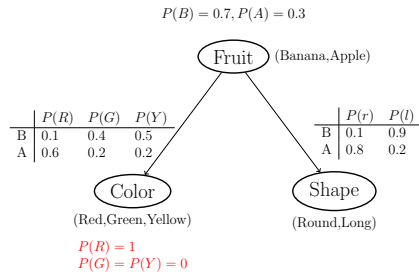 P(B) = 0.7, P(A) = 0.3
Fruit (Banana,Apple)
P(R) P(G) P(Y)
B 0.1 0.4 0.5
A 0.6 0.2 0.2
P(r) P(l)
B 0.1 0.9
A 0.8 0.2
Color
(Red,Green,Yellow)
Shape
(Round,Long)
P(R) = 1
P(G) = P(Y) = 0